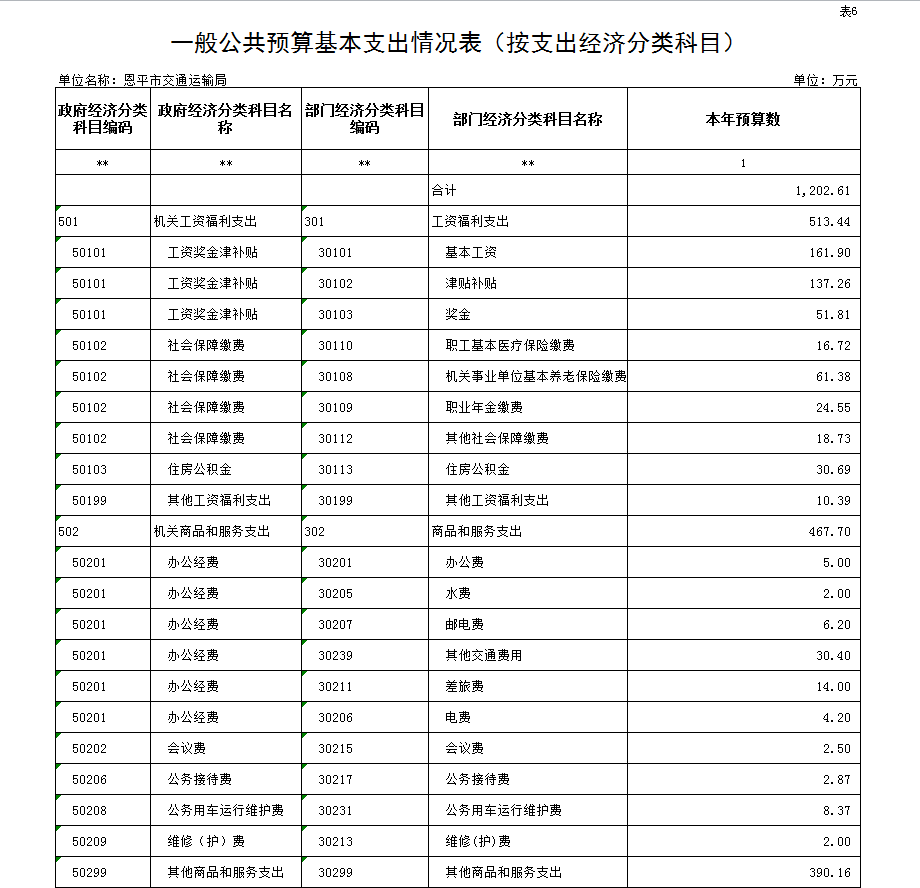 表6
一般公共预算基本支出情况表（按支出经济分类科目）
单位名称：恩平市交通运输局 单位：万元
政府经济分类科目编码 政府经济分类科目名称 部门经济分类科目编码 部门经济分类科目名称 本年预算数
** ** ** ** 1
合计 1,202.61
501 机关工资福利支出 301 工资福利支出 513.44
50101 工资奖金津补贴 30101 基本工资 161.90
50101 工资奖金津补贴 30102 津贴补贴 137.26
50101 工资奖金津补贴 30103 奖金 51.81
50102 社会保障缴费 30110 职工基本医疗保险缴费 16.72
50102 社会保障缴费 30108 机关事业单位基本养老保险缴费 61.38
50102 社会保障缴费 30109 职业年金缴费 24.55
50102 社会保障缴费 30112 其他社会保障缴费 18.73
50103 住房公积金 30113 住房公积金 30.69
50199 其他工资福利支出 30199 其他工资福利支出 10.39
502 机关商品和服务支出 302 商品和服务支出 467.70
50201 办公经费 30201 办公费 5.00
50201 办公经费 30205 水费 2.00
50201 办公经费 30207 邮电费 6.20
50201 办公经费 30239 其他交通费用 30.40
50201 办公经费 30211 差旅费 14.00
50201 办公经费 30206 电费 4.20
50202 会议费 30215 会议费 2.50
50206 公务接待费 30217 公务接待费 2.87
50208 公务用车运行维护费 30231 公务用车运行维护费 8.37
50209 维修（护）费 30213 维修(护)费 2.00
50299 其他商品和服务支出 30299 其他商品和服务支出 390.16